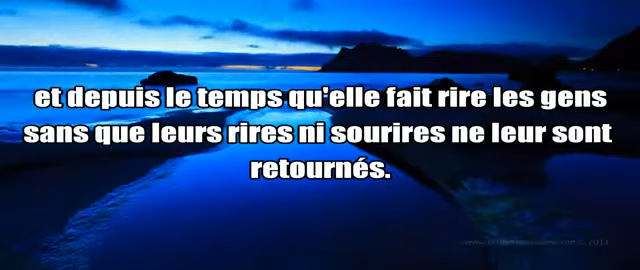 et depuis le temps qu'elle fait rire les gens
sans que leurs rires ni sourires ne leur sont
retournés.